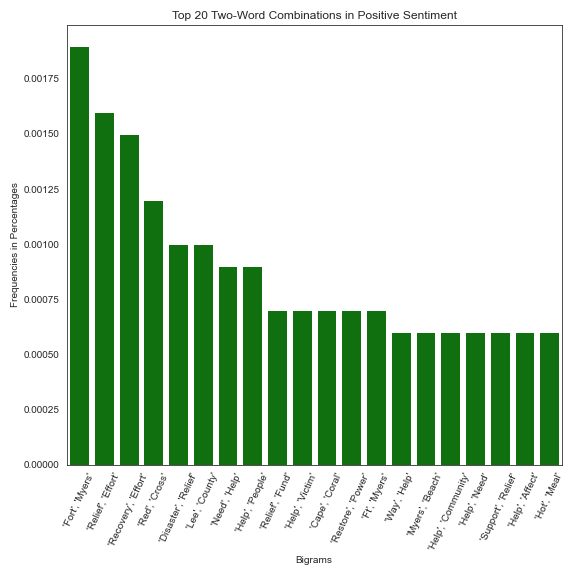 Top 20 Two-Word Combinations in Positive Sentiment
Frequencies in Percentages
0.00175
0.00150
0.00125
0.00100
0.00075
0.00050
0.00025
0.00000
'Fort', 'Myers'
'Relief', 'Effort'
'Recovery', 'Effort'
'Red', 'Cross'
'Disaster', 'Relief'
'Lee', 'County'
'Need', 'Help'
'Help', 'People'
'Relief', 'Fund'
'Help', 'Victim'
'Cape', 'Coral'
'Restore', 'Power'
'Ft', 'Myers'
'Way', 'Help'
'Myers', 'Beach'
'Help', 'Community'
'Help', 'Need'
'Support', 'Relief'
'Help', 'Affect'
'Hot', 'Meal'
Bigrams